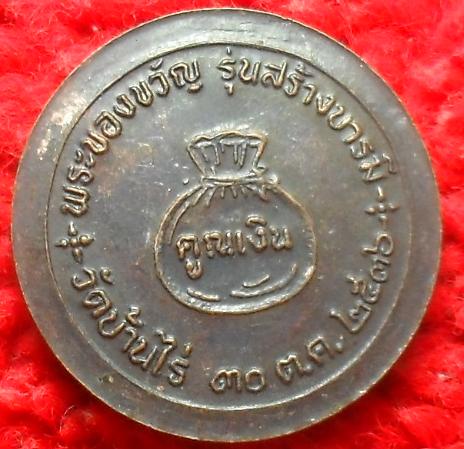 พระของขวัญ รุ่นสร้างบารมี
คูณเงิน
วัดบ้านไร่ ๓๐ ต.ค. ๒๕๓๖